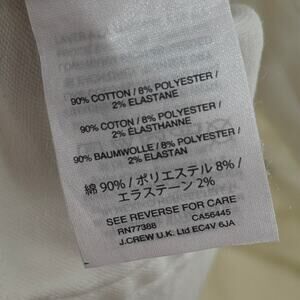 90% COTTON / 8% POLYESTER /
2% ELASTANE
90% COTON / 8% POLYESTER /
2% ÉLASTHANNE
90% BAUMWOLLE / 8% POLYESTER /
2% ELASTAN
綿 90% / ポリエステル 8% /
エラステーン 2%
SEE REVERSE FOR CARE
RN77388 CA56445
J.CREW U.K. Ltd EC4V 6JA